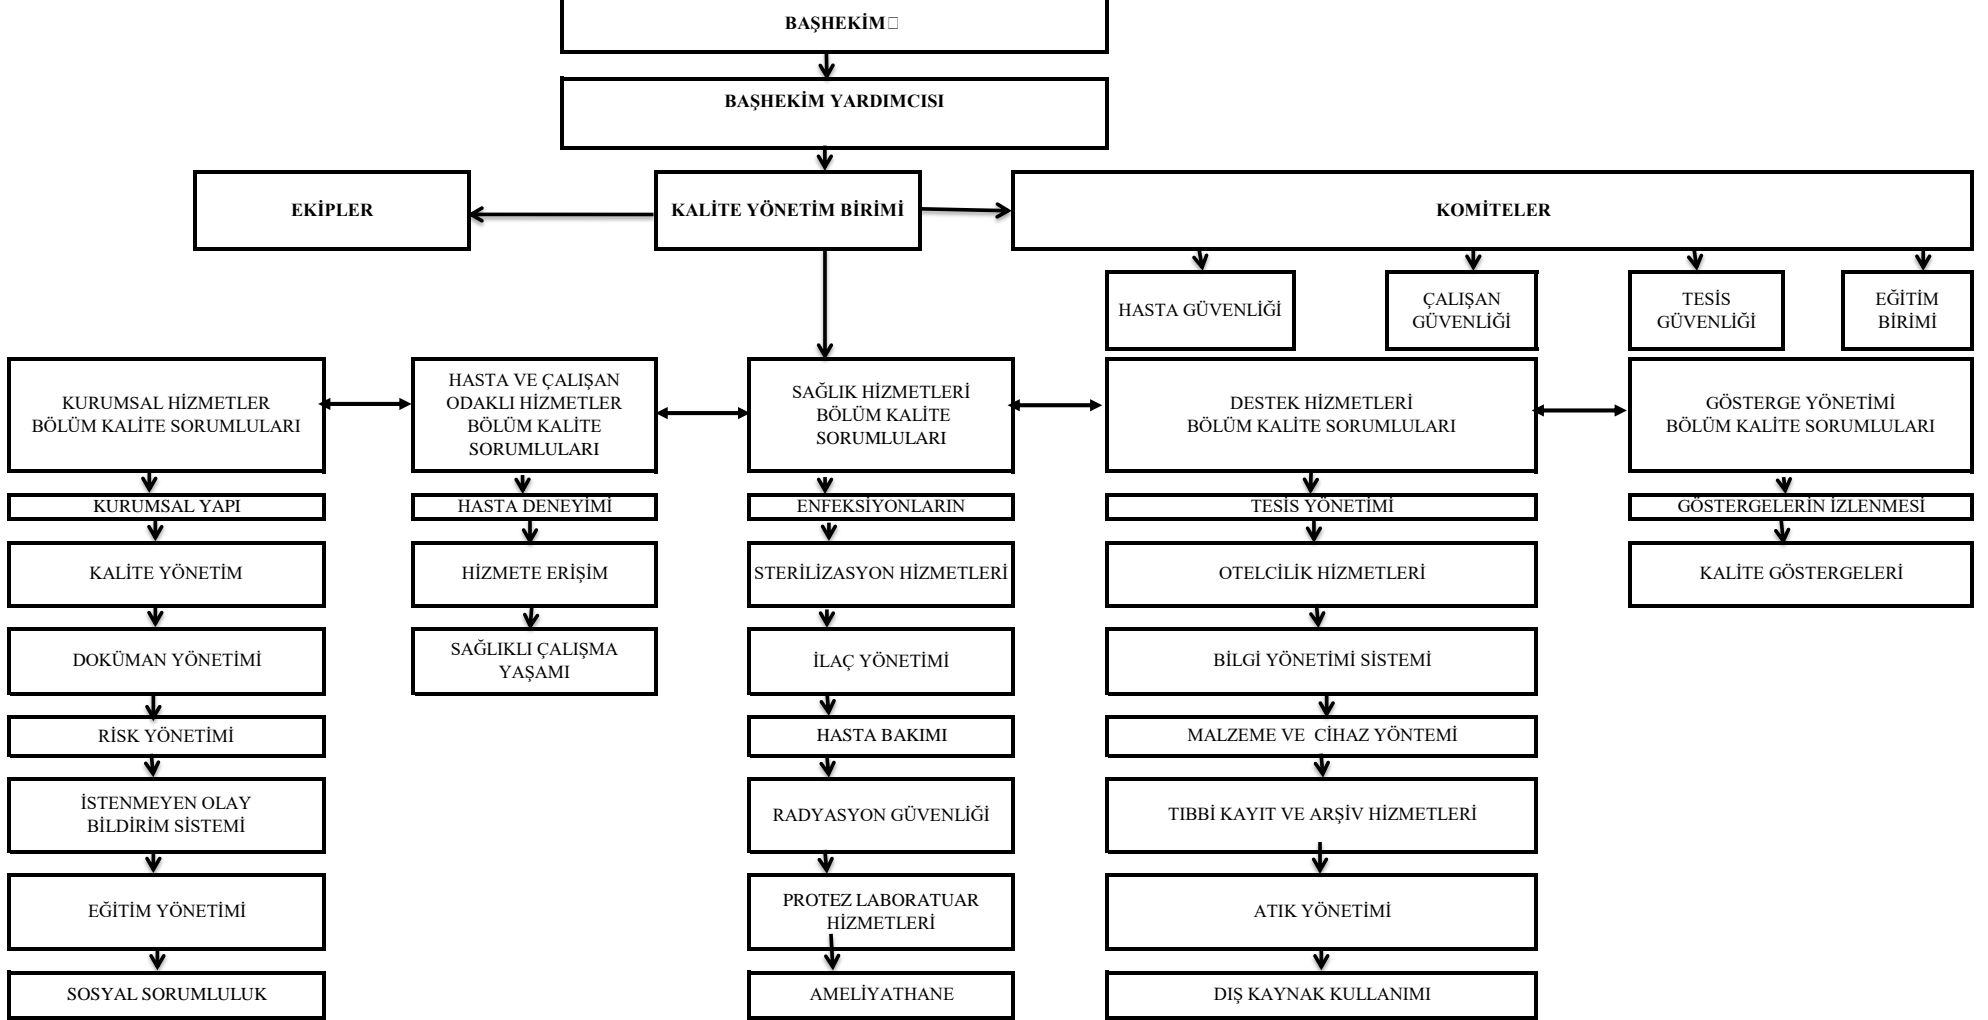 BAŞHEKİM
BAŞHEKİM YARDIMCISI
EKİPLER
KALİTE YÖNETİM BİRİMİ
KOMİTELER
HASTA GÜVENLİĞİ
ÇALIŞAN
GÜVENLİĞİ
TESİS
GÜVENLİĞİ
EĞİTİM
BİRİMİ
KURUMSAL HİZMETLER
BÖLÜM KALİTE SORUMLULARI
HASTA VE ÇALIŞAN
ODAKLI HİZMETLER
BÖLÜM KALİTE
SORUMLULARI
SAĞLIK HİZMETLERİ
BÖLÜM KALİTE
SORUMLULARI
DESTEK HİZMETLERİ
BÖLÜM KALİTE SORUMLULARI
GÖSTERGE YÖNETİMİ
BÖLÜM KALİTE SORUMLULARI
KURUMSAL YAPI
HASTA DENEYİMİ
ENFEKSİYONLARIN
TESİS YÖNETİMİ
GÖSTERGELERİN İZLENMESİ
KALİTE YÖNETİM
HİZMETE ERİŞİM
STERİLİZASYON HİZMETLERİ
OTELCİLİK HİZMETLERİ
KALİTE GÖSTERGELERİ
DOKÜMAN YÖNETİMİ
SAĞLIKLI ÇALIŞMA
YAŞAMI
İLAÇ YÖNETİMİ
BİLGİ YÖNETİMİ SİSTEMİ
RİSK YÖNETİMİ
HASTA BAKIMI
MALZEME VE CİHAZ YÖNTEMİ
İSTENMEYEN OLAY
BİLDİRİM SİSTEMİ
RADYASYON GÜVENLİĞİ
TIBBİ KAYIT VE ARŞİV HİZMETLERİ
EĞİTİM YÖNETİMİ
PROTEZ LABORATUAR
HİZMETLERİ
ATIK YÖNETİMİ
SOSYAL SORUMLULUK
AMELİYATHANE
DIŞ KAYNAK KULLANIMI